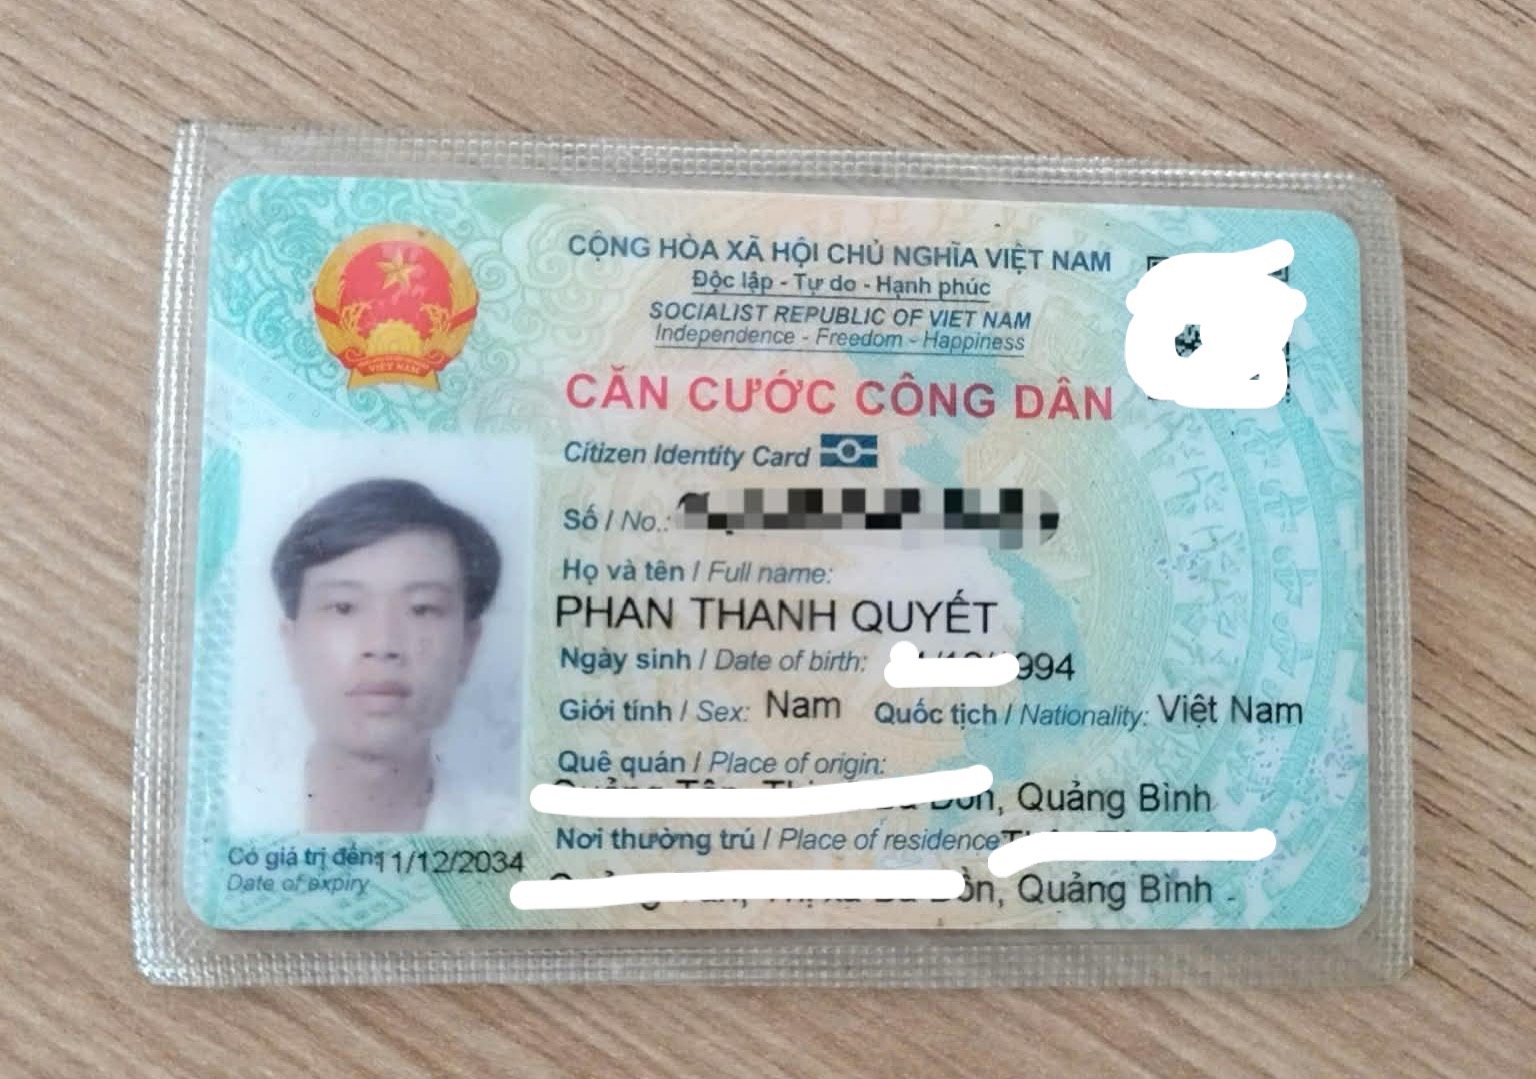 CỘNG HÒA XÃ HỘI CHỦ NGHĨA VIỆT NAM
Độc lập - Tự do - Hạnh phúc
SOCIALIST REPUBLIC OF VIET NAM
Independence - Freedom - Happiness
CĂN CƯỚC CÔNG DÂN
Citizen Identity Card
Số / No.:
Họ và tên / Full name:
PHAN THANH QUYẾT
Ngày sinh / Date of birth: 994
Giới tính / Sex: Nam Quốc tịch / Nationality: Việt Nam
Quê quán / Place of origin:
Quảng Bình
Nơi thường trú / Place of residence
Quảng Bình
Có giá trị đến: 11/12/2034
Date of expiry
VIỆT NAM